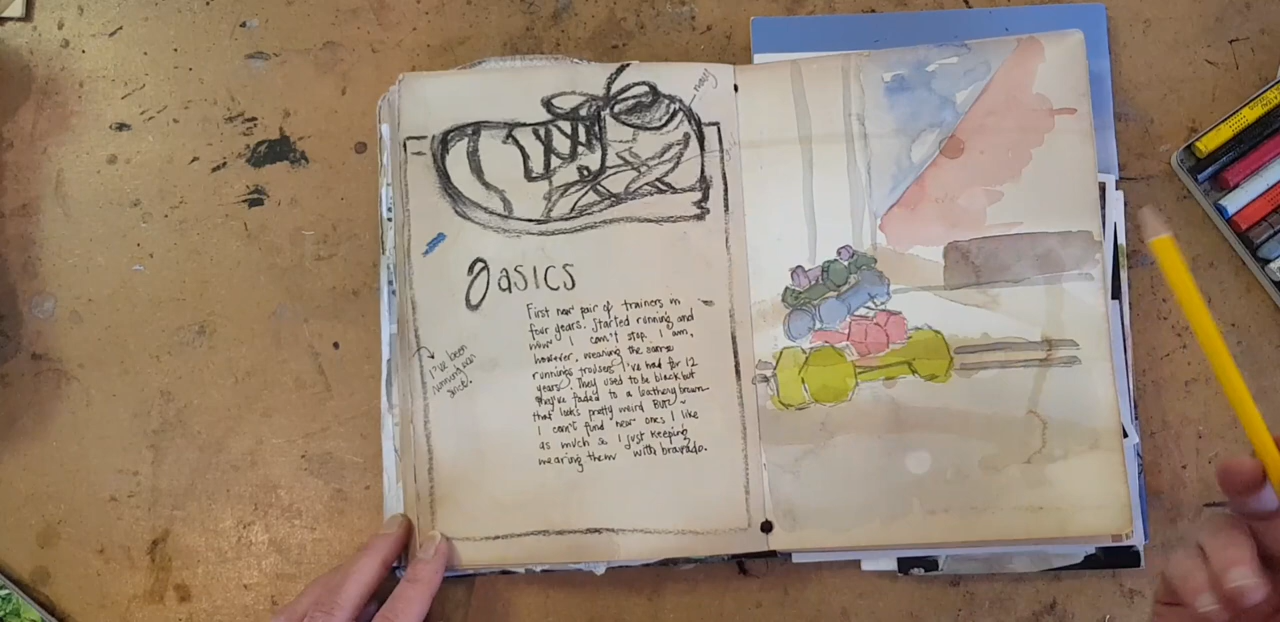 navy
Oasics
First new pair of trainers in
four years. Started running and
now I can't stop. I am,
however, wearing the same
runnings trousers I've had for 12
years. They used to be black but
they've faded to a leathery brown
that looks pretty weird. BUT
I can't find new ones I like
as much so I just keeping
wearing them with bravado.
I've been
running ever
since.